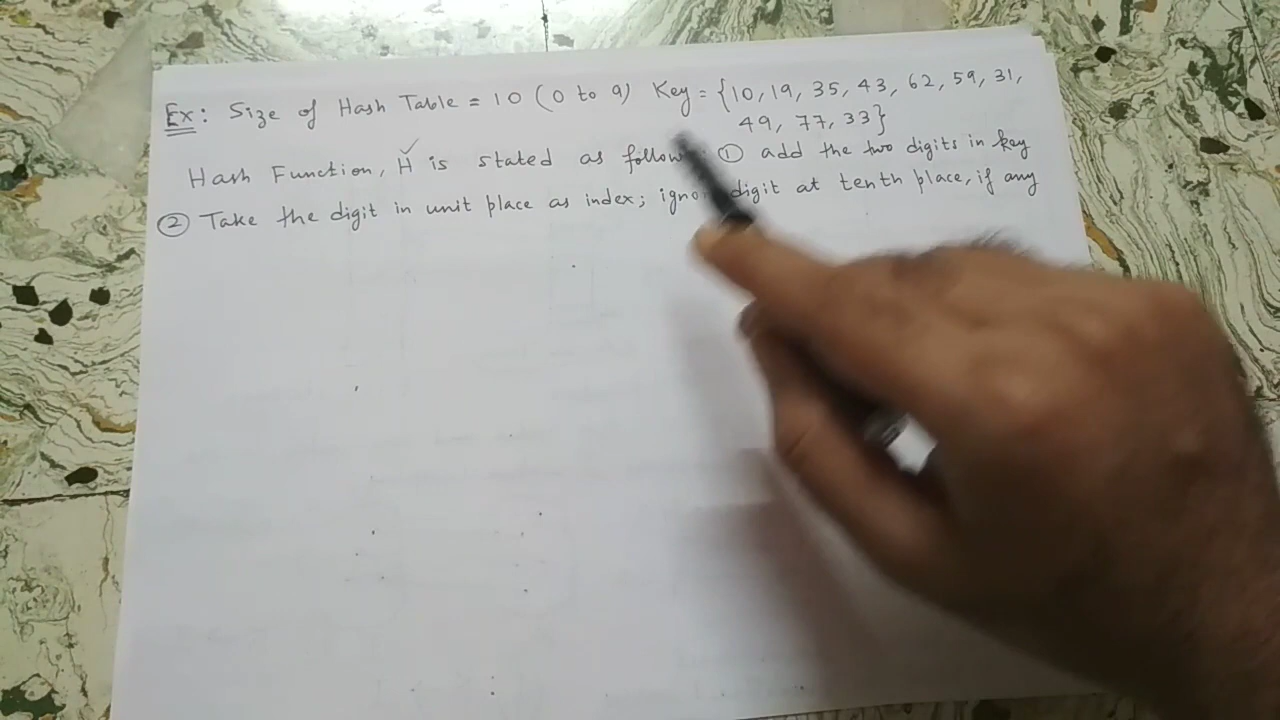 Ex: Size of Hash Table = 10 (0 to 9) Key = {10, 19, 35, 43, 62, 59, 31,
49, 77, 33}
Hash Function, H is stated as follow ① add the two digits in key
② Take the digit in unit place as index; digit at tenth place, if any